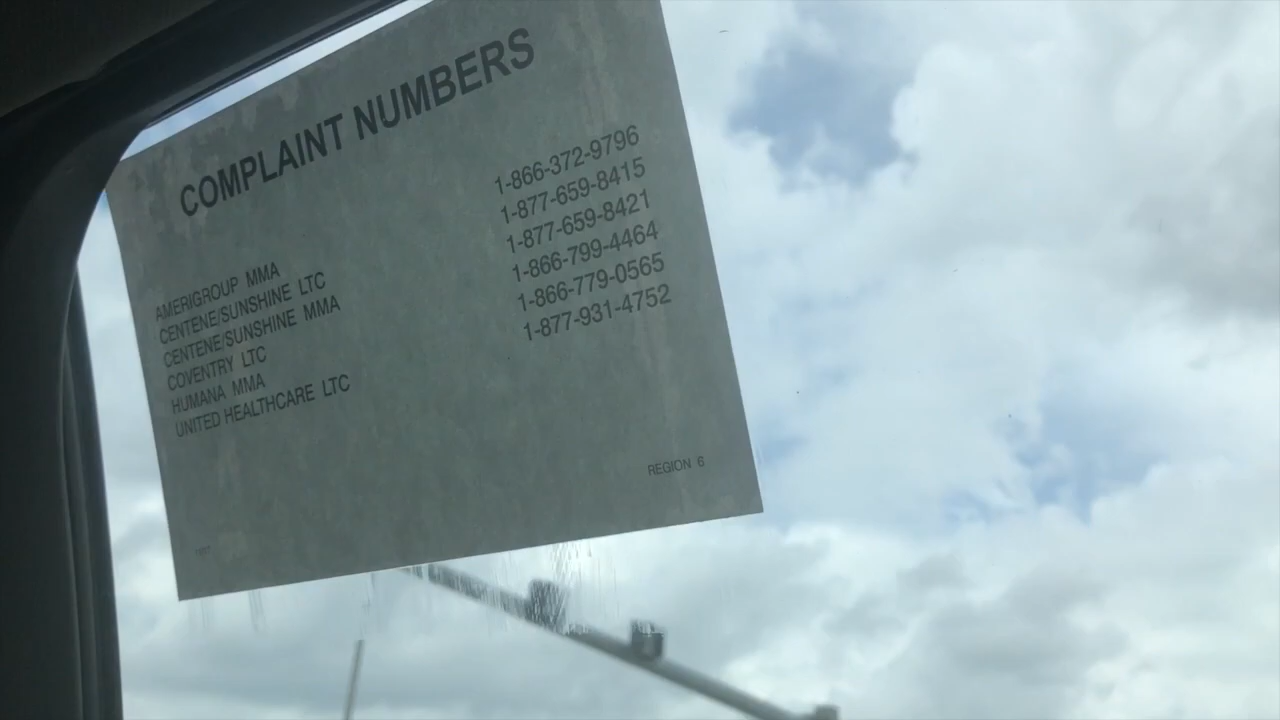 COMPLAINT NUMBERS
AMERIGROUP MMA 1-866-372-9796
CENTENE/SUNSHINE LTC 1-877-659-8415
CENTENE/SUNSHINE MMA 1-877-659-8421
COVENTRY LTC 1-866-799-4464
HUMANA MMA 1-866-779-0565
UNITED HEALTHCARE LTC 1-877-931-4752
REGION 6